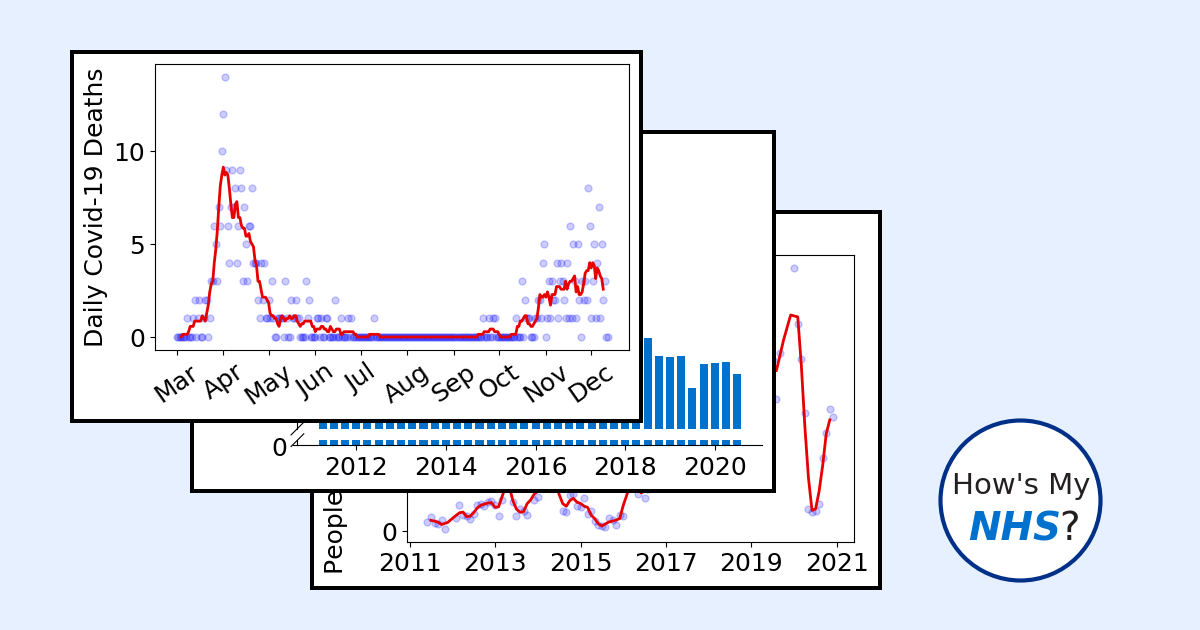 Daily Covid-19 Deaths
10
5
0
Mar Apr May Jun Jul Aug Sep Oct Nov Dec
0
2012 2014 2016 2018 2020
People
0
2011 2013 2015 2017 2019 2021
How's My
NHS?